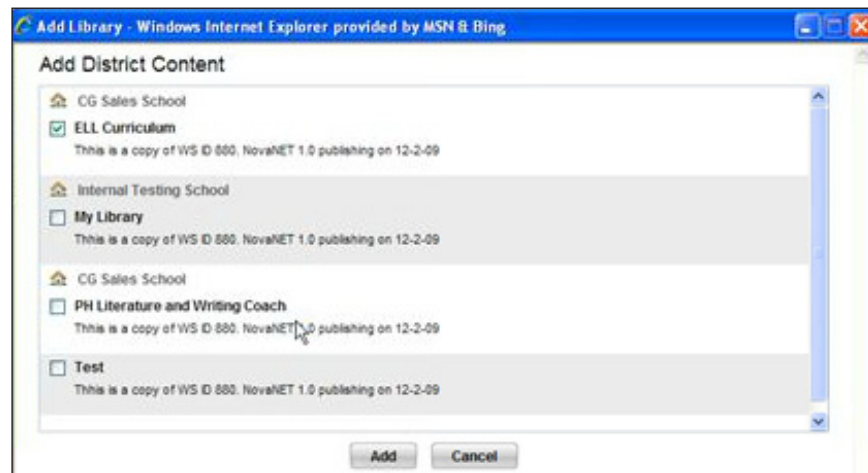 Add Library - Windows Internet Explorer provided by MSN & Bing
Add District Content
CG Sales School
ELL Curriculum
Thhis is a copy of WS ID 880. NovaNET 1.0 publishing on 12-2-09
Internal Testing School
My Library
Thhis is a copy of WS ID 880. NovaNET 1.0 publishing on 12-2-09
CG Sales School
PH Literature and Writing Coach
Thhis is a copy of WS ID 880. NovaNET 1.0 publishing on 12-2-09
Test
Thhis is a copy of WS ID 880. NovaNET 1.0 publishing on 12-2-09
Add Cancel